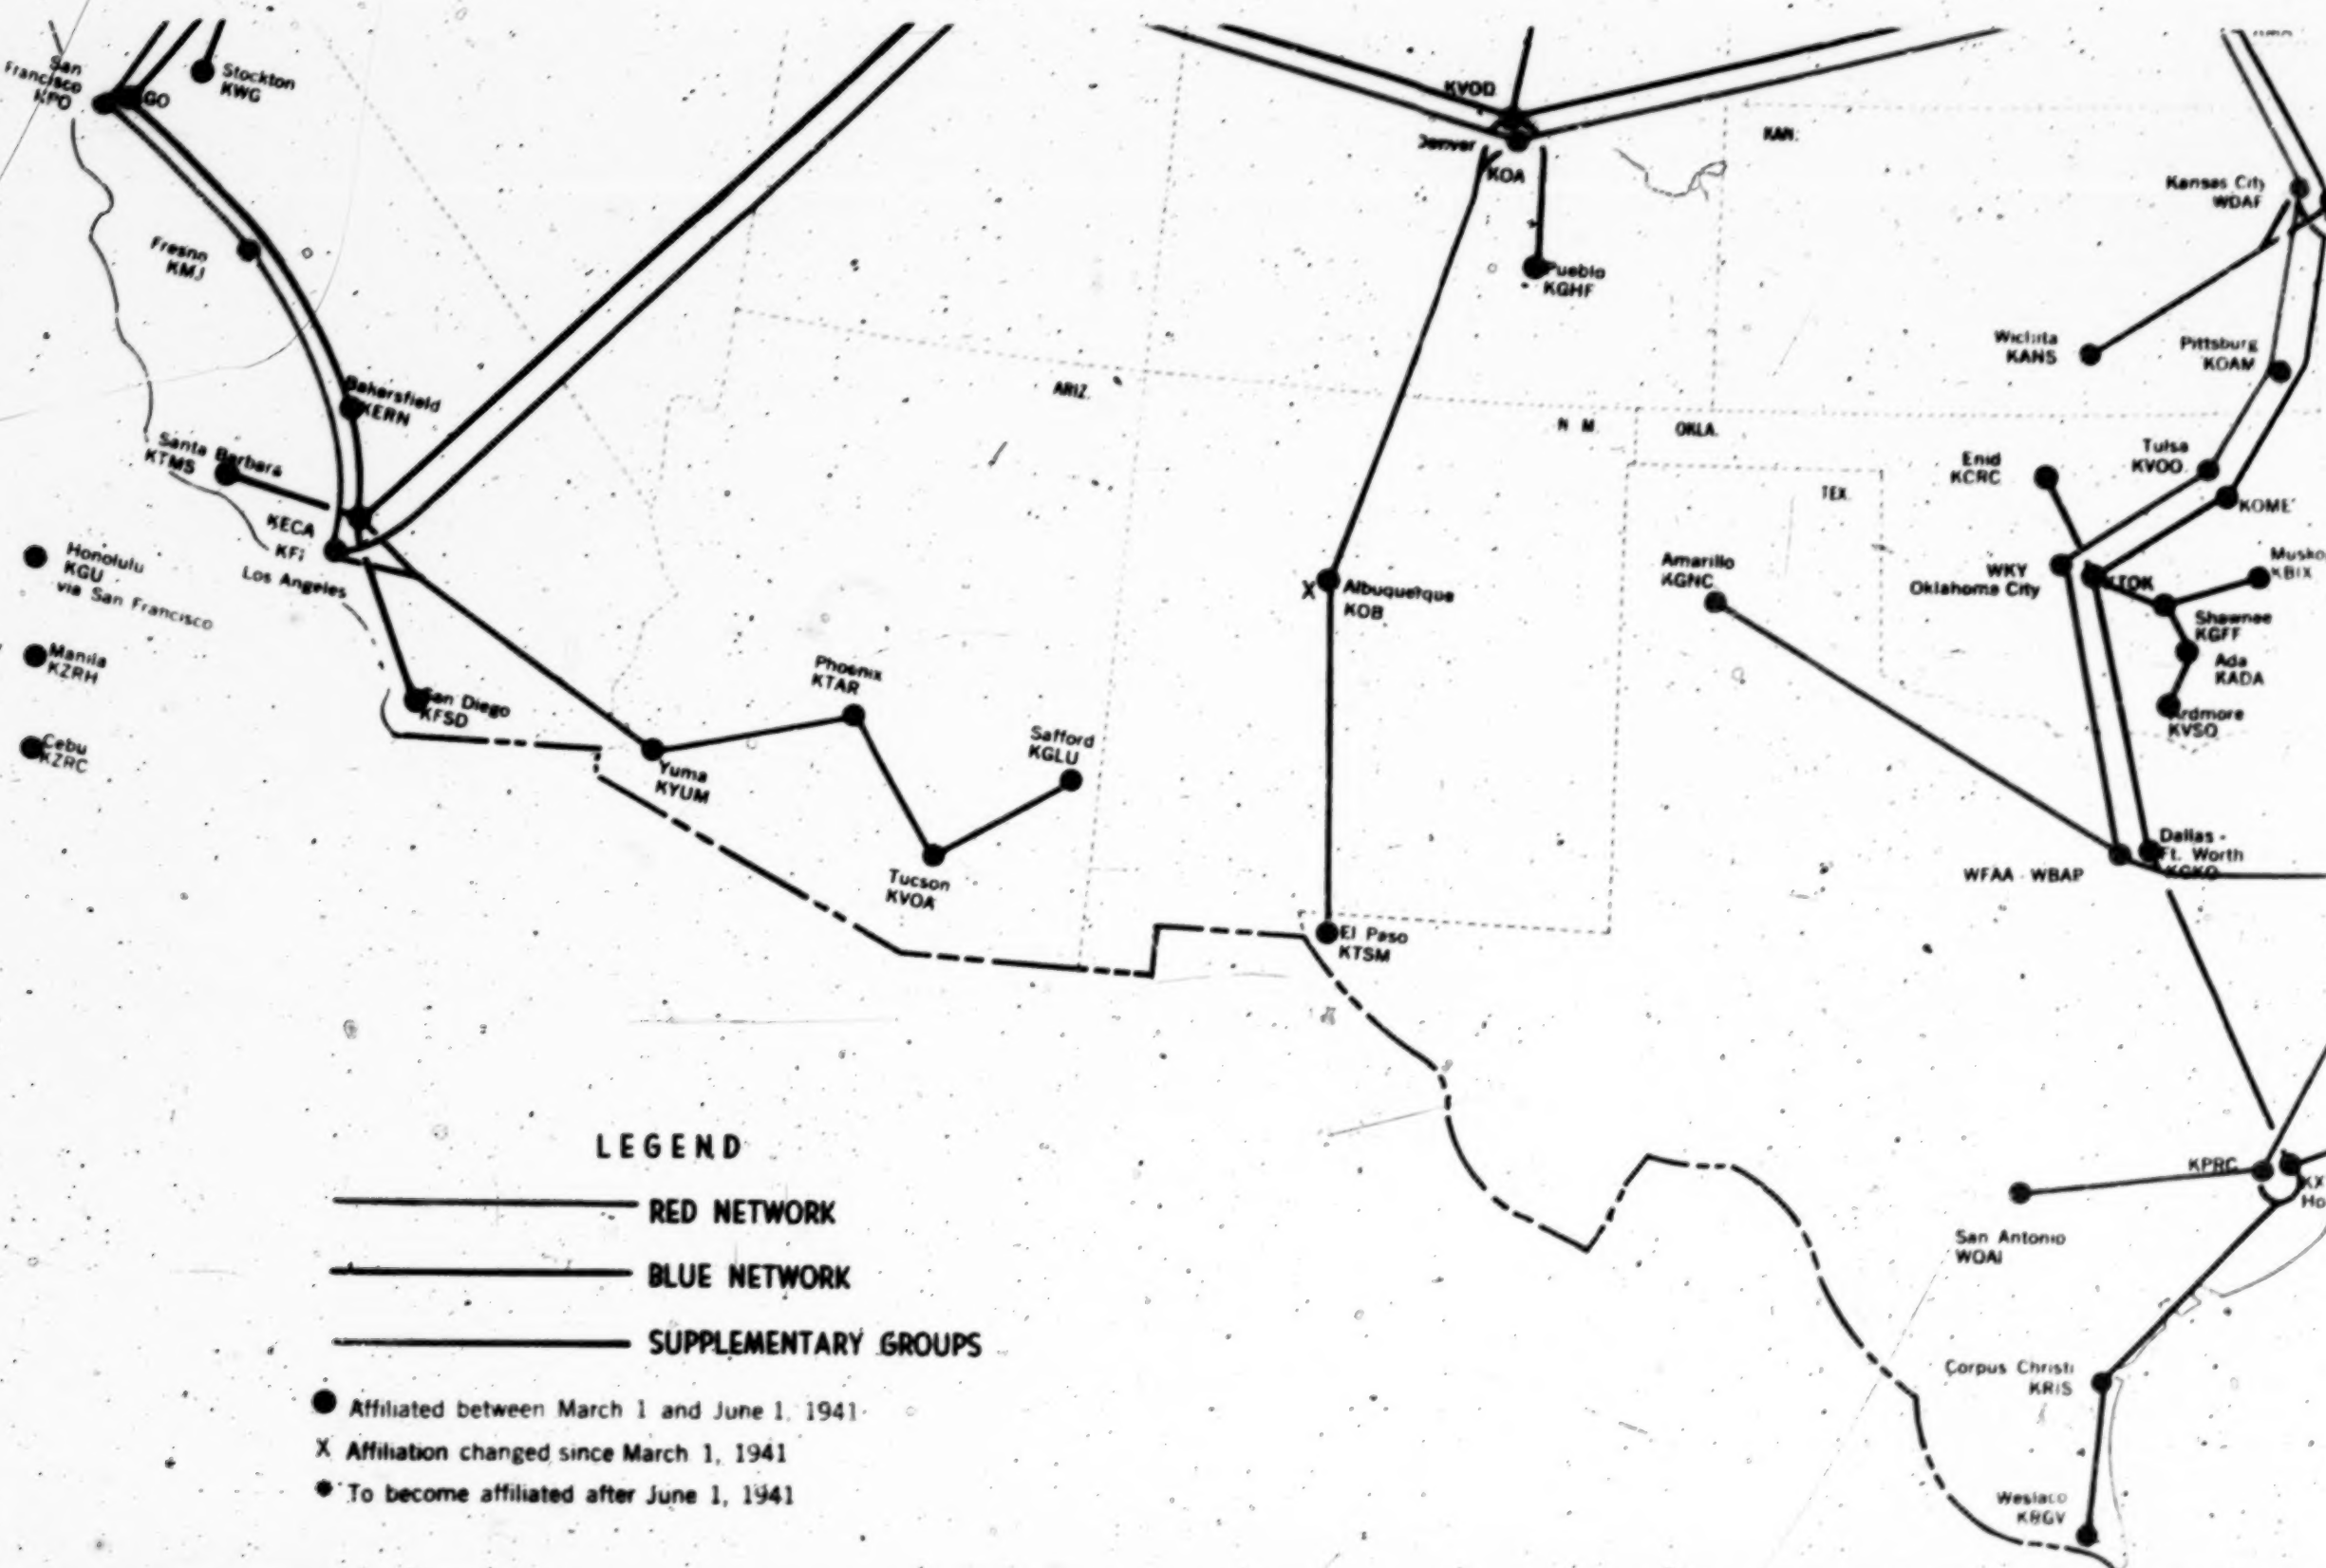 San
Francisco
KPO
GO
Stockton
KWG
Fresno
KMJ
Bakersfield
KERN
Santa Barbara
KTMS
KECA
KFI
Los Angeles
Honolulu
KGU
via San Francisco
Manila
KZRH
Cebu
KZRC
San Diego
KFSD
Yuma
KYUM
Phoenix
KTAR
Tucson
KVOA
Safford
KGLU
ARIZ.
KVOD
Denver
KOA
Pueblo
KGHF
KAN.
N M.
OKLA.
TEX.
X
Albuquerque
KOB
El Paso
KTSM
Amarillo
KGNC
Kansas City
WDAF
Wichita
KANS
Pittsburg
KOAM
Tulsa
KVOO
KOME
Enid
KCRC
WKY
Oklahoma City
KTOK
Musko
KBIX
Shawnee
KGFF
Ada
KADA
Ardmore
KVSO
Dallas -
Ft. Worth
KGKO
WFAA - WBAP
KPRC
KX
Ho
San Antonio
WOAI
Corpus Christi
KRIS
Weslaco
KRGV
LEGEND
RED NETWORK
BLUE NETWORK
SUPPLEMENTARY GROUPS
Affiliated between March 1 and June 1, 1941
X Affiliation changed since March 1, 1941
To become affiliated after June 1, 1941